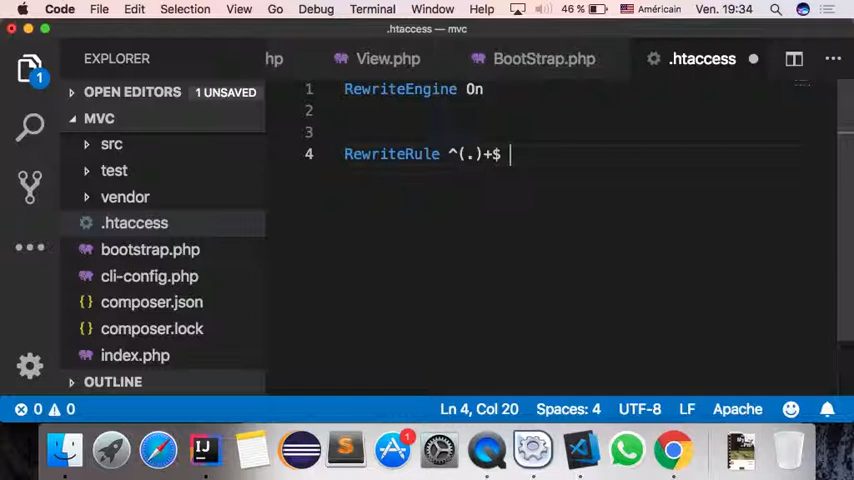 Code File Edit Selection View Go Debug Terminal Window Help 46 % Américain Ven. 19:34
.htaccess — mvc
EXPLORER
hp View.php BootStrap.php .htaccess
OPEN EDITORS 1 UNSAVED
MVC
src
test
vendor
.htaccess
bootstrap.php
cli-config.php
{} composer.json
{} composer.lock
index.php
OUTLINE
1
1 RewriteEngine On
2
3
4 RewriteRule ^(.)+$
0 0 Ln 4, Col 20 Spaces: 4 UTF-8 LF Apache
IJ
S
1